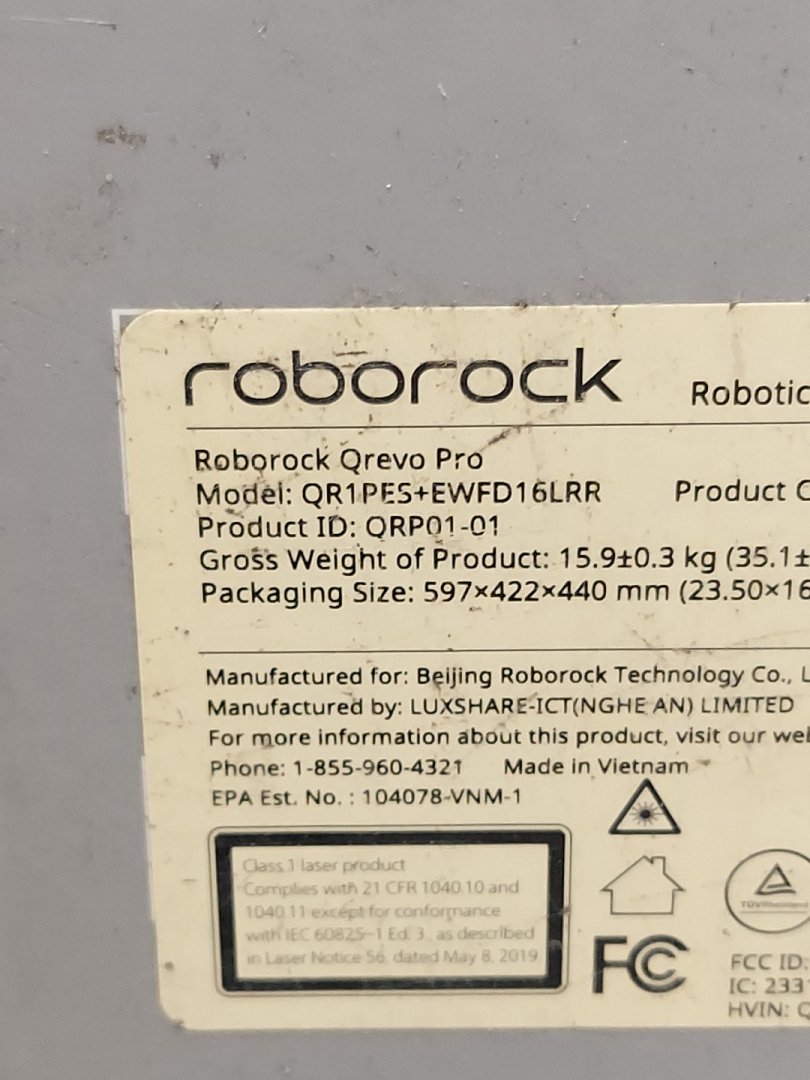 roborock Robotic
Roborock Qrevo Pro
Model: QR1PES+EWFD16LRR Product C
Product ID: QRP01-01
Gross Weight of Product: 15.9±0.3 kg (35.1±
Packaging Size: 597×422×440 mm (23.50×16
Manufactured for: Beijing Roborock Technology Co., L
Manufactured by: LUXSHARE-ICT(NGHE AN) LIMITED
For more information about this product, visit our web
Phone: 1-855-960-4321 Made in Vietnam
EPA Est. No. : 104078-VNM-1
Class 1 laser product
Complies with 21 CFR 1040.10 and
1040.11 except for conformance
with IEC 60825-1 Ed. 3., as described
in Laser Notice 56, dated May 8, 2019
TÜVRheinland
FC
FCC ID:
IC: 233
HVIN: Q